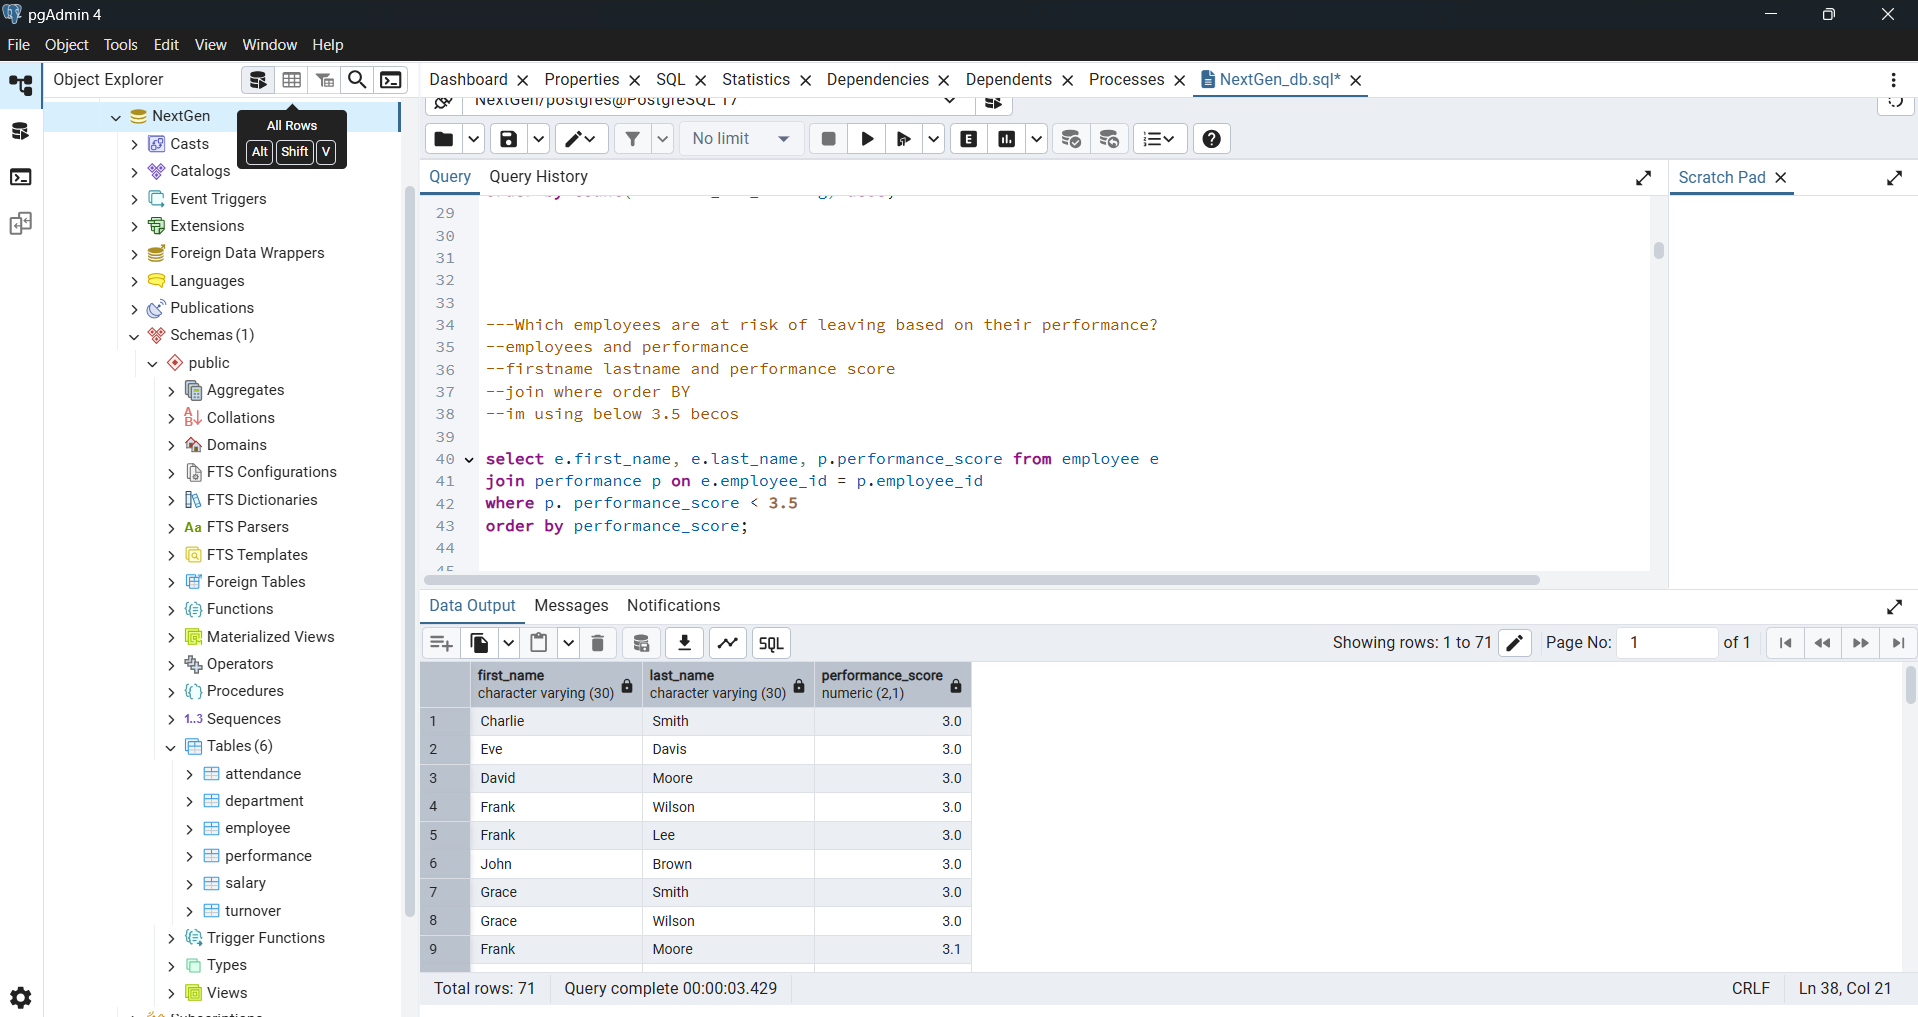 pgAdmin 4
File Object Tools Edit View Window Help
Object Explorer
Dashboard Properties SQL Statistics Dependencies Dependents Processes NextGen_db.sql*
NextGen/postgres@PostgreSQL 17
All Rows
Alt Shift V
NextGen
Casts
Catalogs
Event Triggers
Extensions
Foreign Data Wrappers
Languages
Publications
Schemas (1)
public
Aggregates
Collations
Domains
FTS Configurations
FTS Dictionaries
Aa FTS Parsers
FTS Templates
Foreign Tables
Functions
Materialized Views
Operators
Procedures
1..3 Sequences
Tables (6)
attendance
department
employee
performance
salary
turnover
Trigger Functions
Types
Views
No limit
E
Query Query History
Scratch Pad
29
30
31
32
33
34 ---Which employees are at risk of leaving based on their performance?
35 --employees and performance
36 --firstname lastname and performance score
37 --join where order BY
38 --im using below 3.5 becos
39
40 select e.first_name, e.last_name, p.performance_score from employee e
41 join performance p on e.employee_id = p.employee_id
42 where p. performance_score < 3.5
43 order by performance_score;
44
45
Data Output Messages Notifications
SQL
Showing rows: 1 to 71 Page No: 1 of 1
first_name last_name performance_score
character varying (30) character varying (30) numeric (2,1)
1 Charlie Smith 3.0
2 Eve Davis 3.0
3 David Moore 3.0
4 Frank Wilson 3.0
5 Frank Lee 3.0
6 John Brown 3.0
7 Grace Smith 3.0
8 Grace Wilson 3.0
9 Frank Moore 3.1
Total rows: 71 Query complete 00:00:03.429 CRLF Ln 38, Col 21